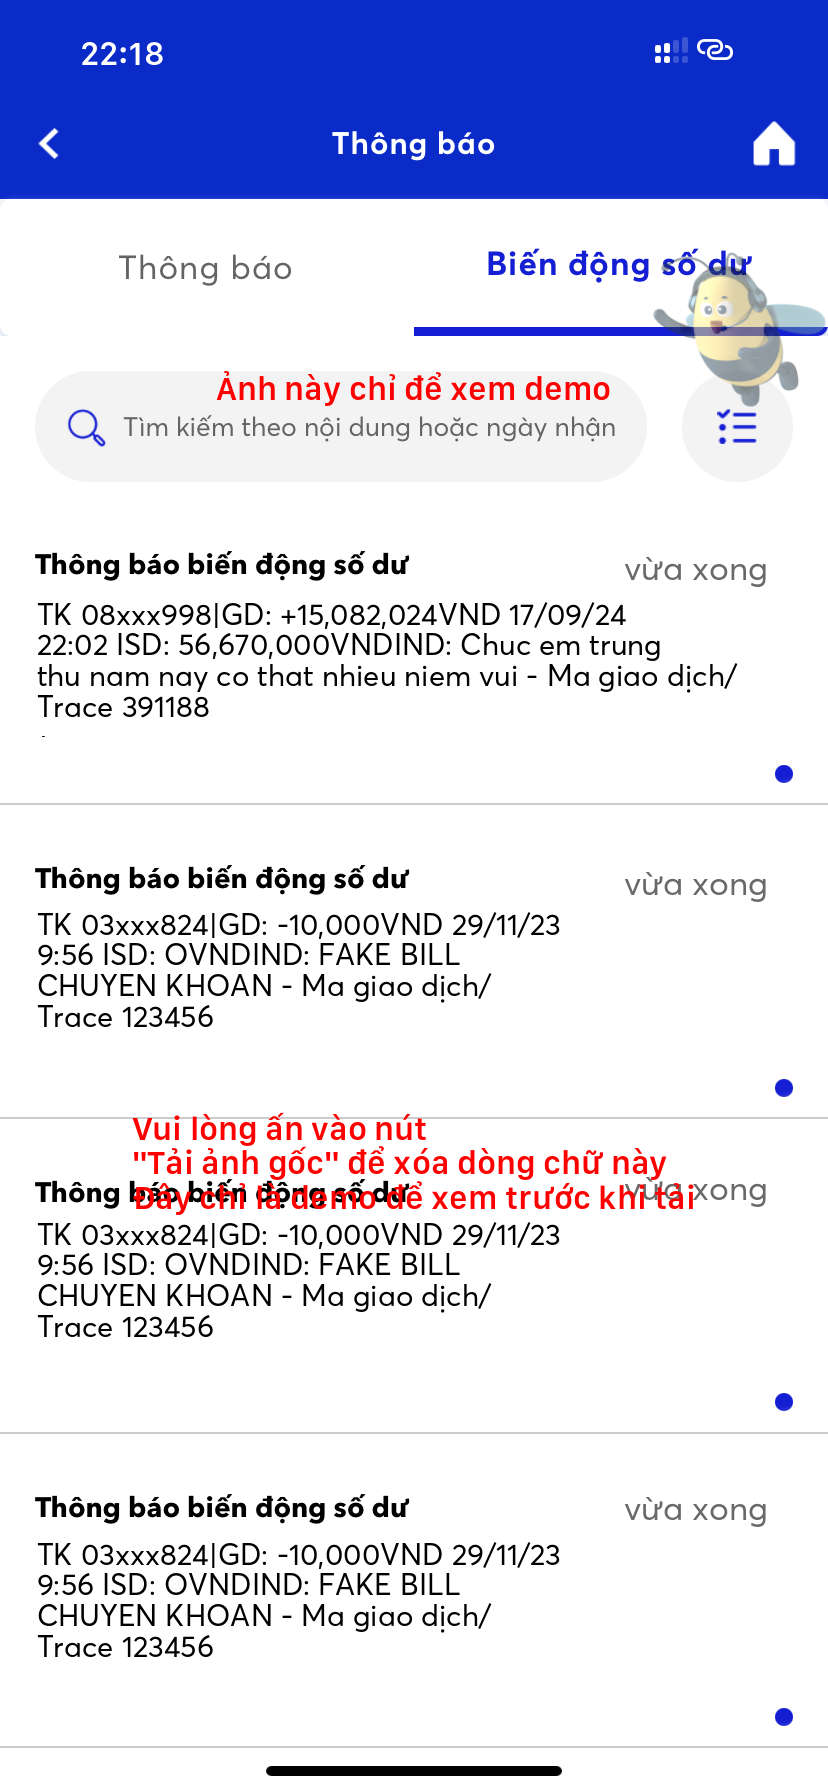 22:18
Thông báo
Thông báo
Biến động số dư
Ảnh này chỉ để xem demo
Tìm kiếm theo nội dung hoặc ngày nhận
Thông báo biến động số dư
vừa xong
TK 08xxx998|GD: +15,082,024VND 17/09/24
22:02 ISD: 56,670,000VNDIND: Chuc em trung
thu nam nay co that nhieu niem vui - Ma giao dịch/
Trace 391188
Thông báo biến động số dư
vừa xong
TK 03xxx824|GD: -10,000VND 29/11/23
9:56 ISD: OVNDIND: FAKE BILL
CHUYEN KHOAN - Ma giao dịch/
Trace 123456
Vui lòng ấn vào nút
"Tải ảnh gốc" để xóa dòng chữ này
Đây chỉ là demo để xem trước khi tải
Thông báo biến động số dư
vừa xong
TK 03xxx824|GD: -10,000VND 29/11/23
9:56 ISD: OVNDIND: FAKE BILL
CHUYEN KHOAN - Ma giao dịch/
Trace 123456
Thông báo biến động số dư
vừa xong
TK 03xxx824|GD: -10,000VND 29/11/23
9:56 ISD: OVNDIND: FAKE BILL
CHUYEN KHOAN - Ma giao dịch/
Trace 123456